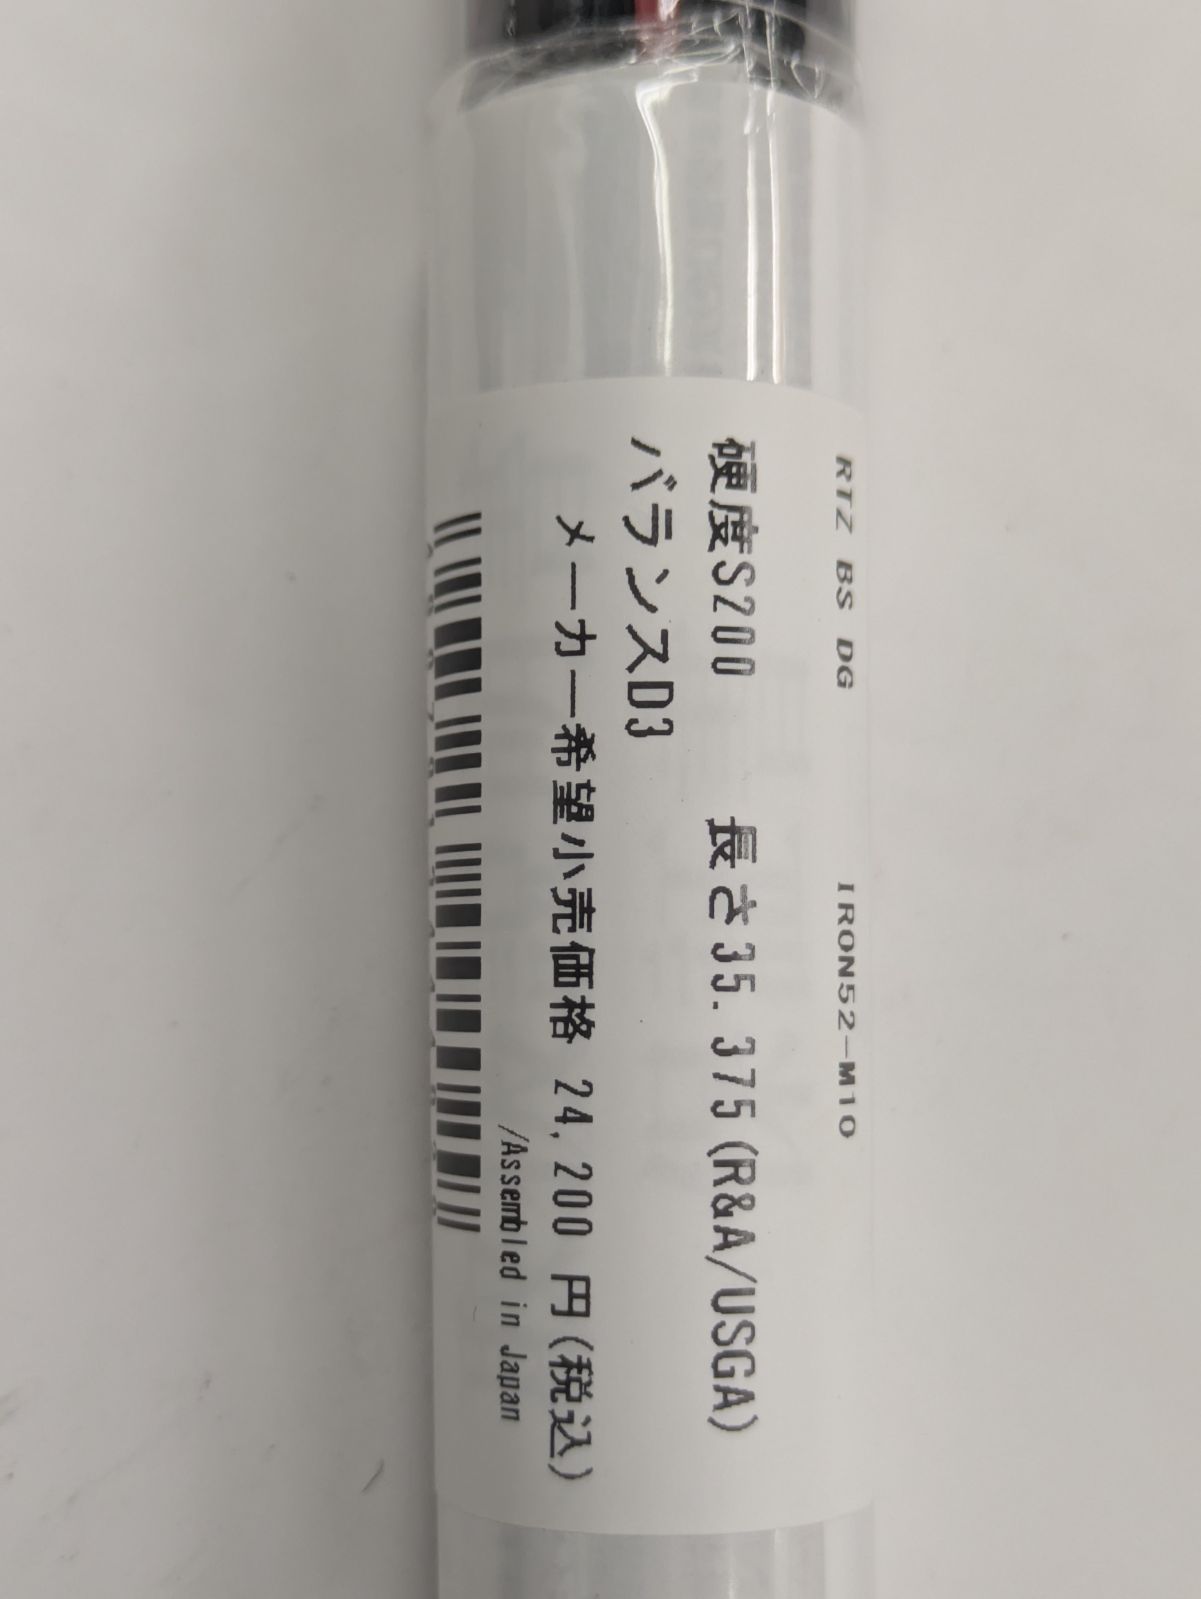 RTZ BS DG IRON52-M10
硬度S200 長さ35.375(R&A/USGA)
バランスD3
メーカー希望小売価格 24,200 円(税込)
/Assembled in Japan